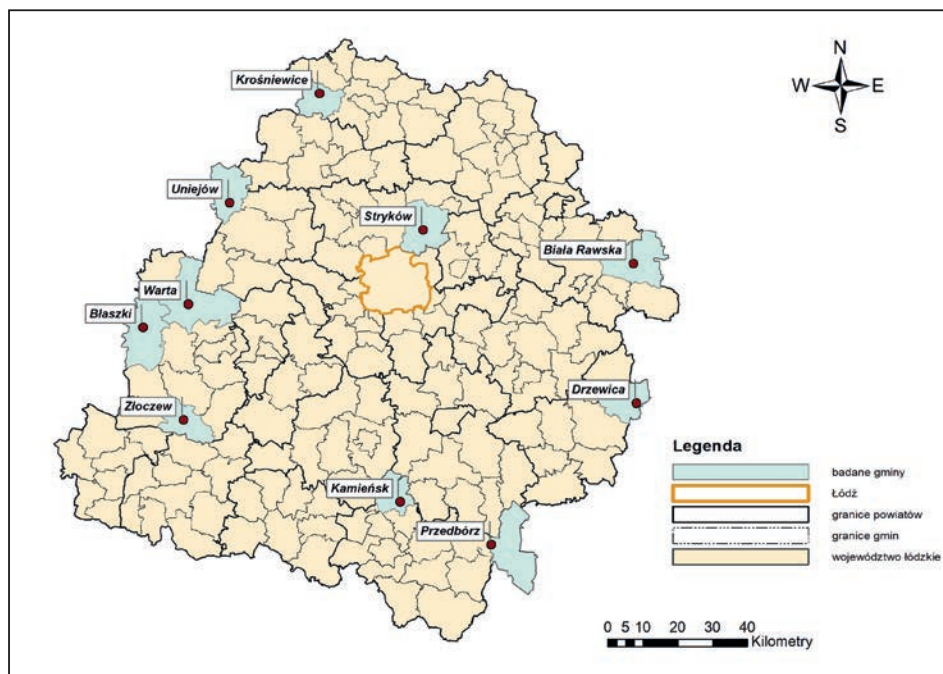 N
W E
S
Krośniewice
Uniejów
Stryków
Biała Rawska
Warta
Błaszki
Drzewica
Złoczew
Kamieńsk
Przedbórz
Legenda
badane gminy
Łódź
granice powiatów
granice gmin
województwo łódzkie
0 5 10 20 30 40
Kilometry